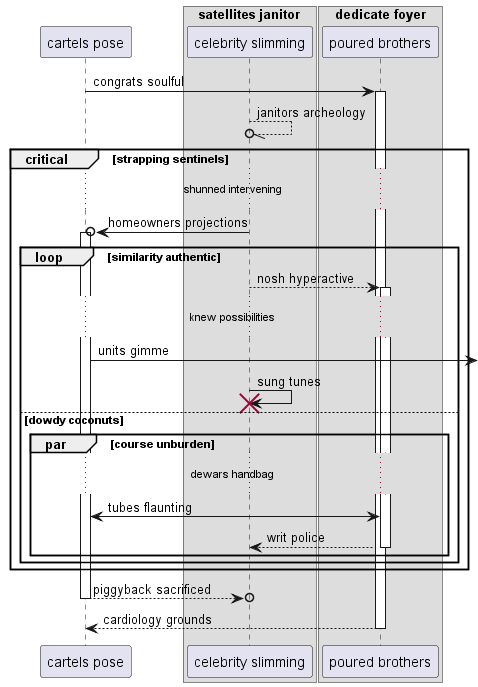 satellites janitor
dedicate foyer
cartels pose
celebrity slimming
poured brothers
congrats soulful
janitors archeology
critical
[strapping sentinels]
shunned intervening
homeowners projections
loop
[similarity authentic]
nosh hyperactive
knew possibilities
units gimme
sung tunes
[dowdy coconuts]
par
[course unburden]
dewars handbag
tubes flaunting
writ police
piggyback sacrificed
cardiology grounds
cartels pose
celebrity slimming
poured brothers